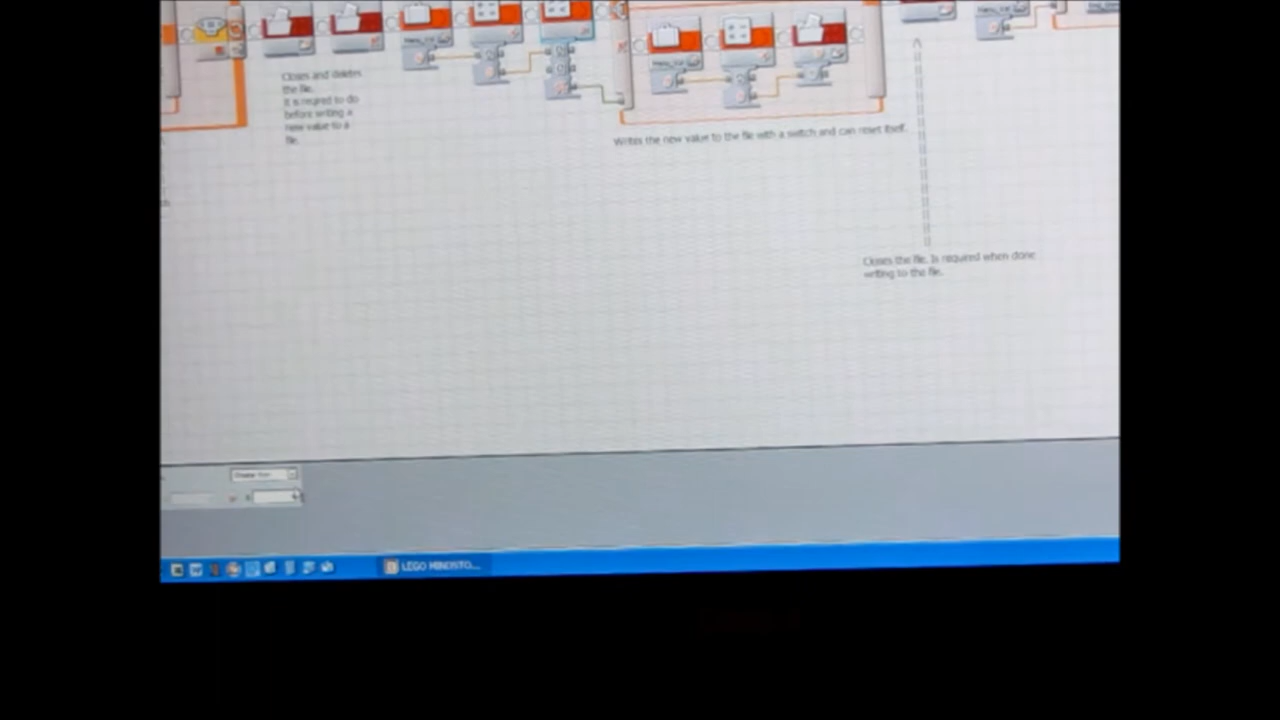 Closes and deletes
the file.
It is reqired to do
before writing a
new value to a
file.
Writes the new value to the file with a switch and can reset itself.
Closes the file. Is required when done
writing to the file.
LEGO MINDSTO...